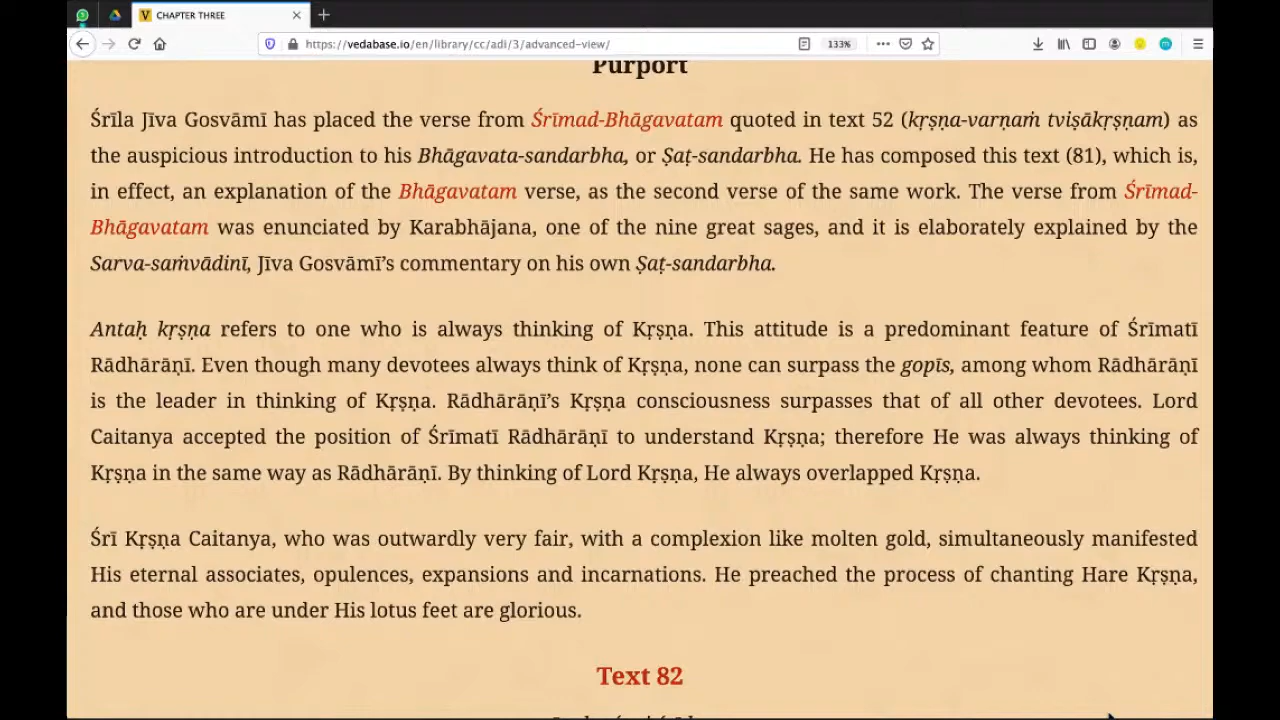 CHAPTER THREE
https://vedabase.io/en/library/cc/adi/3/advanced-view/
133%
Purport
Śrīla Jīva Gosvāmī has placed the verse from Śrīmad-Bhāgavatam quoted in text 52 (kṛṣṇa-varṇaṁ tviṣākṛṣṇam) as
the auspicious introduction to his Bhāgavata-sandarbha, or Ṣaṭ-sandarbha. He has composed this text (81), which is,
in effect, an explanation of the Bhāgavatam verse, as the second verse of the same work. The verse from Śrīmad-
Bhāgavatam was enunciated by Karabhājana, one of the nine great sages, and it is elaborately explained by the
Sarva-saṁvādinī, Jīva Gosvāmī’s commentary on his own Ṣaṭ-sandarbha.
Antaḥ kṛṣṇa refers to one who is always thinking of Kṛṣṇa. This attitude is a predominant feature of Śrīmatī
Rādhārāṇī. Even though many devotees always think of Kṛṣṇa, none can surpass the gopīs, among whom Rādhārāṇī
is the leader in thinking of Kṛṣṇa. Rādhārāṇī’s Kṛṣṇa consciousness surpasses that of all other devotees. Lord
Caitanya accepted the position of Śrīmatī Rādhārāṇī to understand Kṛṣṇa; therefore He was always thinking of
Kṛṣṇa in the same way as Rādhārāṇī. By thinking of Lord Kṛṣṇa, He always overlapped Kṛṣṇa.
Śrī Kṛṣṇa Caitanya, who was outwardly very fair, with a complexion like molten gold, simultaneously manifested
His eternal associates, opulences, expansions and incarnations. He preached the process of chanting Hare Kṛṣṇa,
and those who are under His lotus feet are glorious.
Text 82